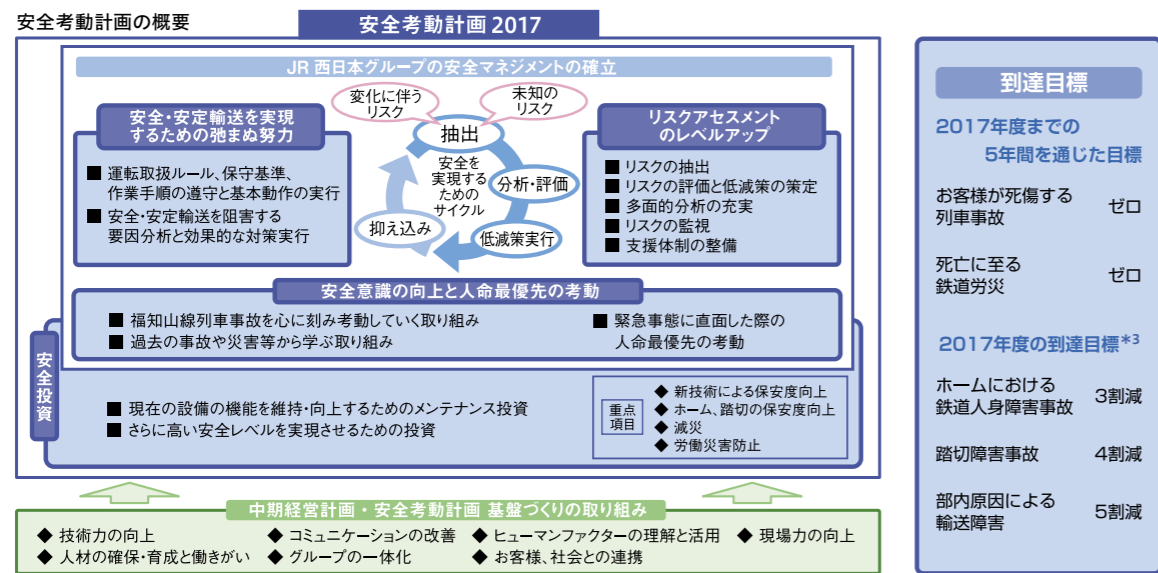 安全考動計画の概要
安全考動計画 2017
JR 西日本グループの安全マネジメントの確立
安全・安定輸送を実現
するための弛まぬ努力
■ 運転取扱ルール、保守基準、
作業手順の遵守と基本動作の実行
■ 安全・安定輸送を阻害する
要因分析と効果的な対策実行
変化に伴う
リスク
未知の
リスク
抽出
分析・評価
低減策実行
抑え込み
安全を
実現する
ための
サイクル
リスクアセスメント
のレベルアップ
■ リスクの抽出
■ リスクの評価と低減策の策定
■ 多面的分析の充実
■ リスクの監視
■ 支援体制の整備
安全意識の向上と人命最優先の考動
■ 福知山線列車事故を心に刻み考動していく取り組み
■ 過去の事故や災害等から学ぶ取り組み
■ 緊急事態に直面した際の
人命最優先の考動
安全投資
■ 現在の設備の機能を維持・向上するためのメンテナンス投資
■ さらに高い安全レベルを実現させるための投資
重点
項目
◆ 新技術による保安度向上
◆ ホーム、踏切の保安度向上
◆ 減災
◆ 労働災害防止
中期経営計画・安全考動計画 基盤づくりの取り組み
◆ 技術力の向上 ◆ コミュニケーションの改善 ◆ ヒューマンファクターの理解と活用 ◆ 現場力の向上
◆ 人材の確保・育成と働きがい ◆ グループの一体化 ◆ お客様、社会との連携
到達目標
2017年度までの
5年間を通じた目標
お客様が死傷する
列車事故 ゼロ
死亡に至る
鉄道労災 ゼロ
2017年度の到達目標*3
ホームにおける
鉄道人身障害事故 3割減
踏切障害事故 4割減
部内原因による
輸送障害 5割減